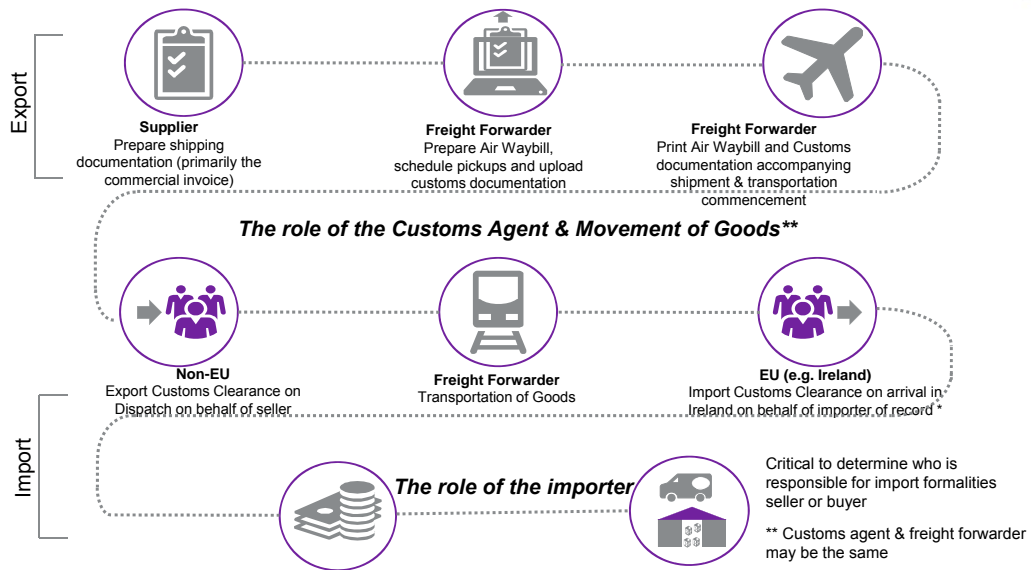 Export
Supplier
Prepare shipping
documentation (primarily the
commercial invoice)
Freight Forwarder
Prepare Air Waybill,
schedule pickups and upload
customs documentation
Freight Forwarder
Print Air Waybill and Customs
documentation accompanying
shipment & transportation
commencement
The role of the Customs Agent & Movement of Goods**
Non-EU
Export Customs Clearance on
Dispatch on behalf of seller
Freight Forwarder
Transportation of Goods
EU (e.g. Ireland)
Import Customs Clearance on arrival in
Ireland on behalf of importer of record *
Import
The role of the importer
Critical to determine who is
responsible for import formalities
seller or buyer
** Customs agent & freight forwarder
may be the same